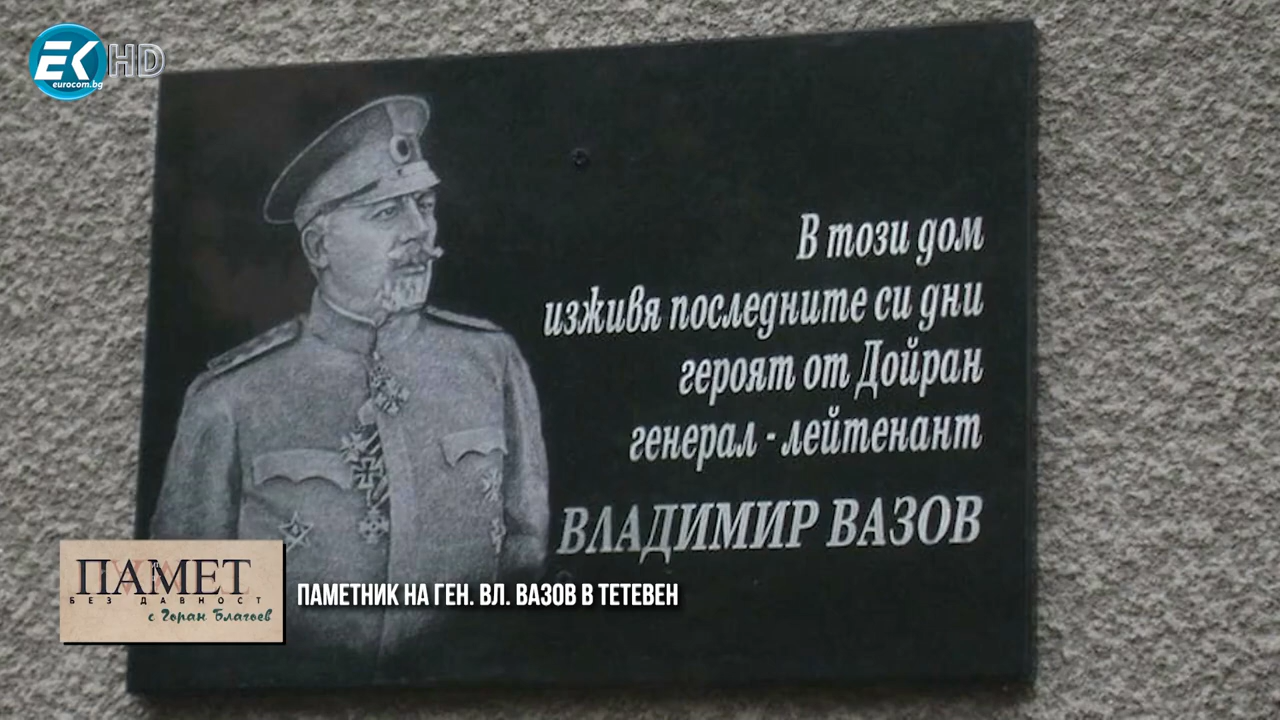 EK HD
eurocom.bg
В този дом
изживя последните си дни
героят от Дойран
генерал - лейтенант
ВЛАДИМИР ВАЗОВ
ПАМЕТ
БЕЗ ДАВНОСТ
с Горан Благоев
ПАМЕТНИК НА ГЕН. ВЛ. ВАЗОВ В ТЕТЕВЕН